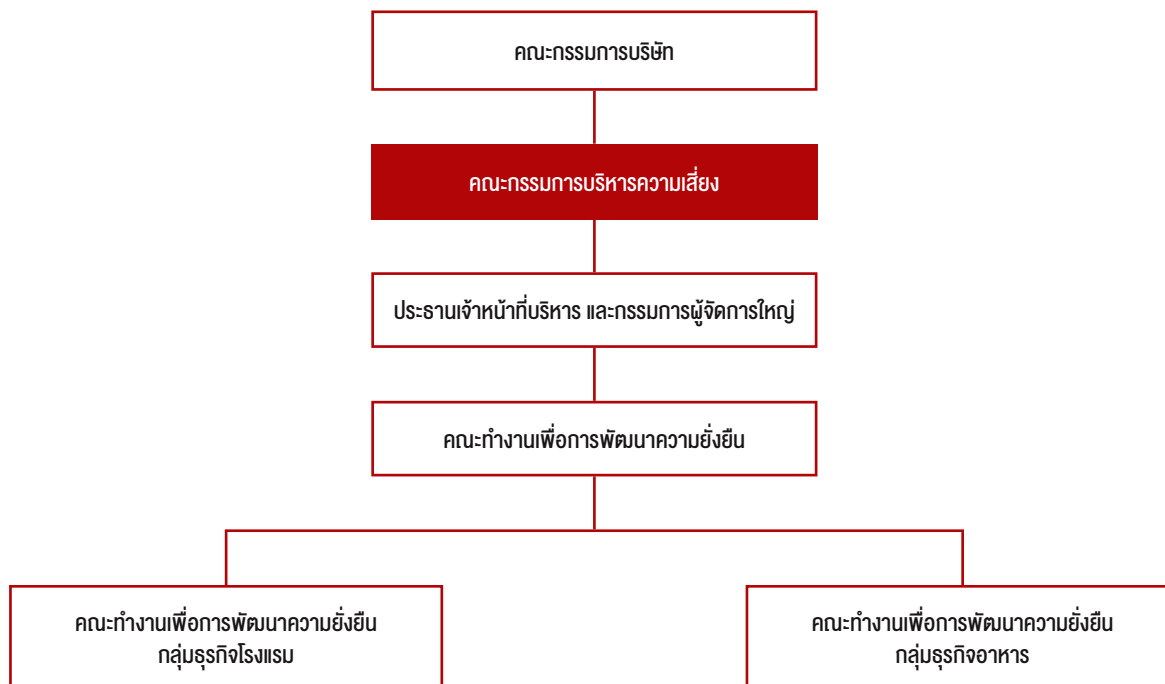 คณะกรรมการบริษัท
คณะกรรมการบริหารความเสี่ยง
ประธานเจ้าหน้าที่บริหาร และกรรมการผู้จัดการใหญ่
คณะทำงานเพื่อการพัฒนาความยั่งยืน
คณะทำงานเพื่อการพัฒนาความยั่งยืน
กลุ่มธุรกิจโรงแรม
คณะทำงานเพื่อการพัฒนาความยั่งยืน
กลุ่มธุรกิจอาหาร